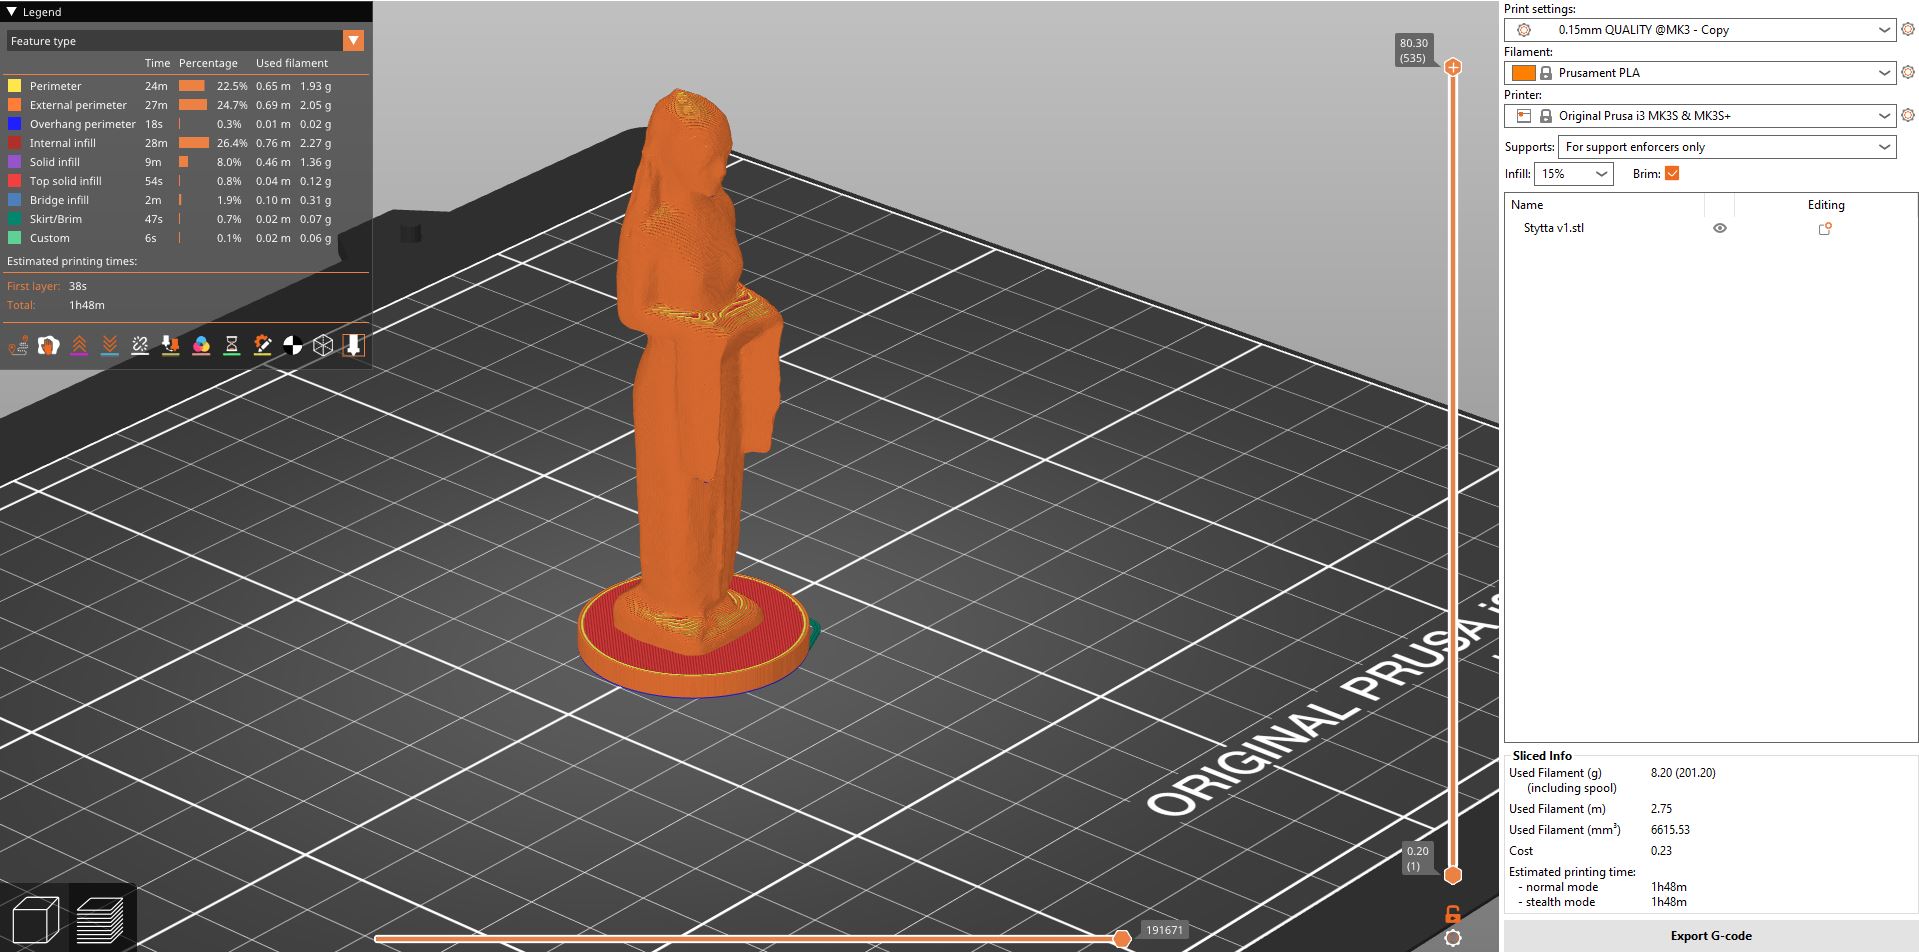 Legend
Feature type
Time Percentage Used filament
Perimeter 24m 22.5% 0.65 m 1.93 g
External perimeter 27m 24.7% 0.69 m 2.05 g
Overhang perimeter 18s 0.3% 0.01 m 0.02 g
Internal infill 28m 26.4% 0.76 m 2.27 g
Solid infill 9m 8.0% 0.46 m 1.36 g
Top solid infill 54s 0.8% 0.04 m 0.12 g
Bridge infill 2m 1.9% 0.10 m 0.31 g
Skirt/Brim 47s 0.7% 0.02 m 0.07 g
Custom 6s 0.1% 0.02 m 0.06 g
Estimated printing times:
First layer: 38s
Total: 1h48m
80.30
(535)
ORIGINAL PRUSA
0.20
(1)
191671
Print settings:
0.15mm QUALITY @MK3 - Copy
Filament:
Prusament PLA
Printer:
Original Prusa i3 MK3S & MK3S+
Supports: For support enforcers only
Infill: 15% Brim:
Name Editing
Stytta v1.stl
Sliced Info
Used Filament (g) 8.20 (201.20)
(including spool)
Used Filament (m) 2.75
Used Filament (mm³) 6615.53
Cost 0.23
Estimated printing time:
- normal mode 1h48m
- stealth mode 1h48m
Export G-code